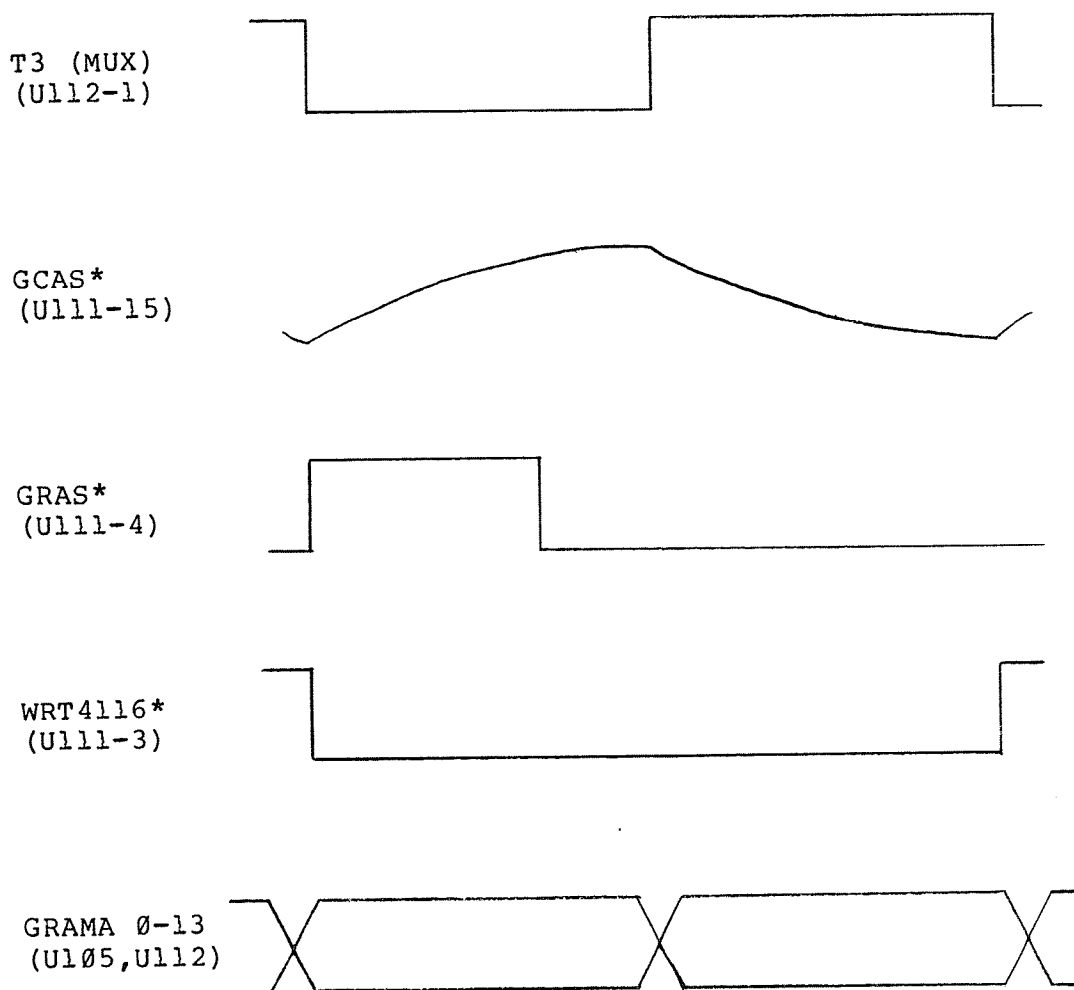 T3 (MUX)
(U112-1)
GCAS*
(U111-15)
GRAS*
(U111-4)
WRT4116*
(U111-3)
GRAMA Ø-13
(U1Ø5,U112)